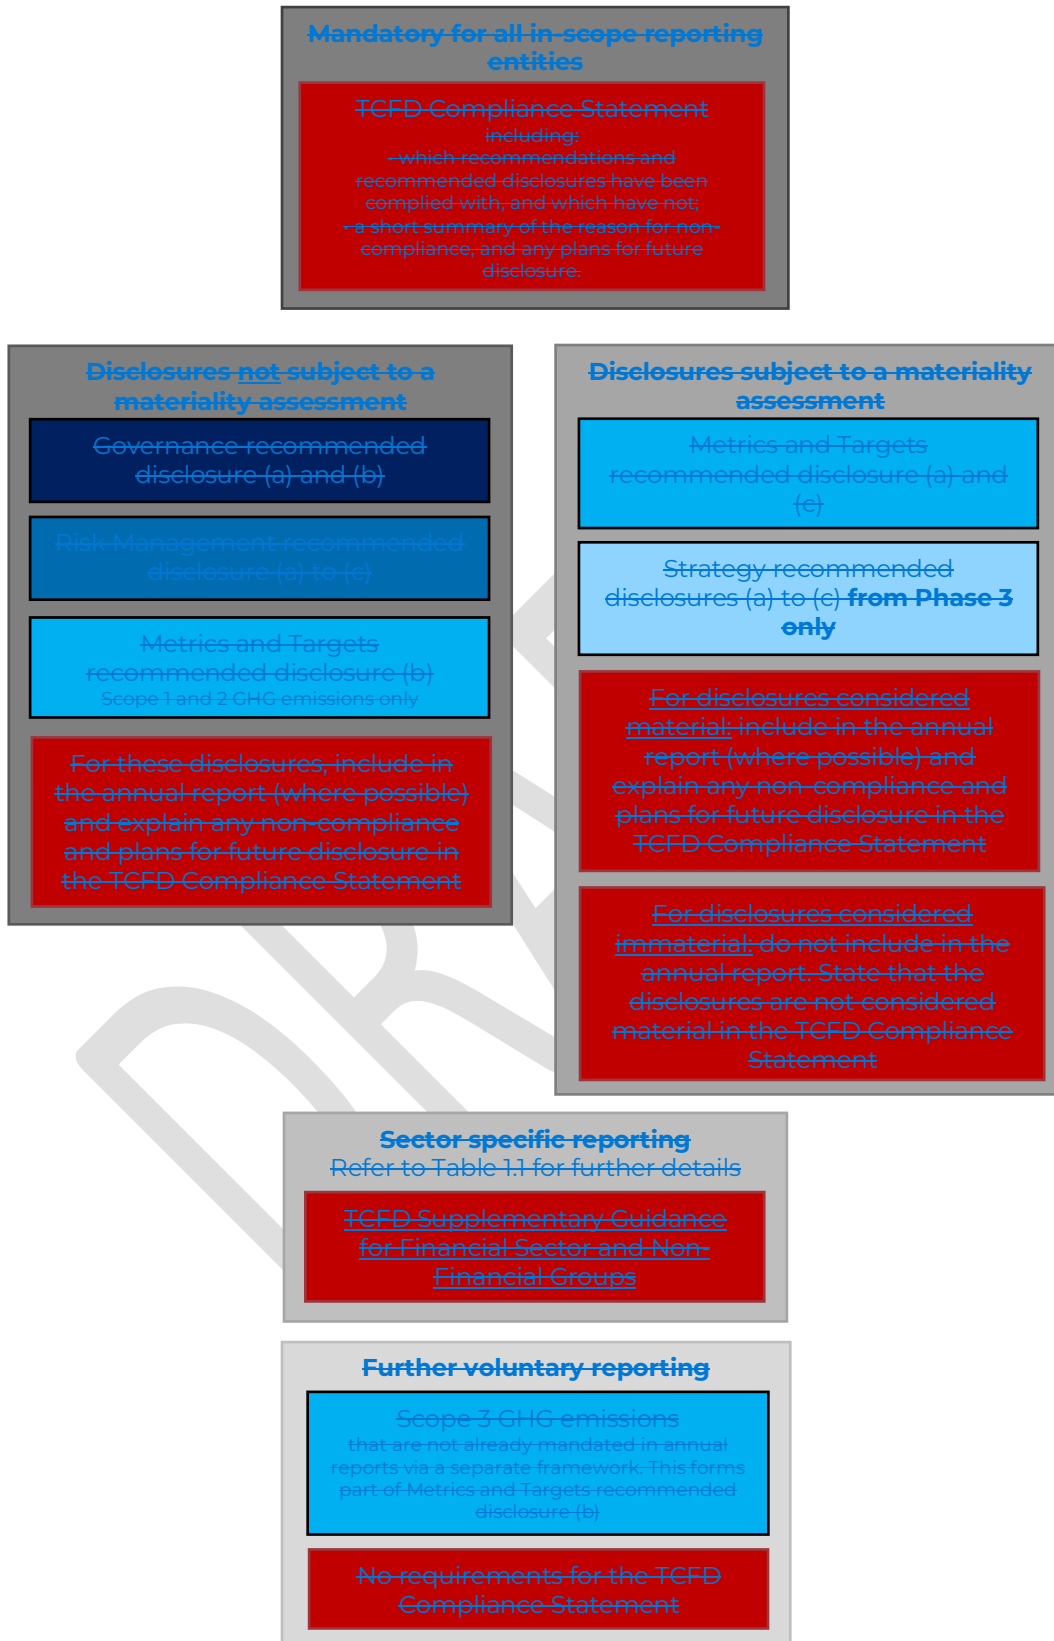 Mandatory for all in-scope reporting
entities
TCFD Compliance Statement
including:
- which recommendations and
recommended disclosures have been
complied with, and which have not;
- a short summary of the reason for non-
compliance, and any plans for future
disclosure.
Disclosures not subject to a
materiality assessment
Governance recommended
disclosure (a) and (b)
Risk Management recommended
disclosure (a) to (c)
Metrics and Targets
recommended disclosure (b)
Scope 1 and 2 GHG emissions only
For these disclosures, include in
the annual report (where possible)
and explain any non-compliance
and plans for future disclosure in
the TCFD Compliance Statement
Disclosures subject to a materiality
assessment
Metrics and Targets
recommended disclosure (a) and
(c)
Strategy recommended
disclosures (a) to (c) from Phase 3
only
For disclosures considered
material: include in the annual
report (where possible) and
explain any non-compliance and
plans for future disclosure in the
TCFD Compliance Statement
For disclosures considered
immaterial: do not include in the
annual report. State that the
disclosures are not considered
material in the TCFD Compliance
Statement
Sector specific reporting
Refer to Table 1.1 for further details
TCFD Supplementary Guidance
for Financial Sector and Non-
Financial Groups
Further voluntary reporting
Scope 3 GHG emissions
that are not already mandated in annual
reports via a separate framework. This forms
part of Metrics and Targets recommended
disclosure (b)
No requirements for the TCFD
Compliance Statement